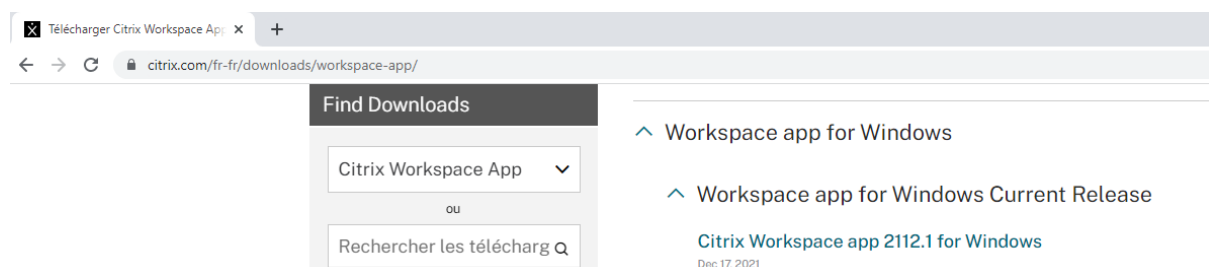 Télécharger Citrix Workspace App
citrix.com/fr-fr/downloads/workspace-app/
Find Downloads
Workspace app for Windows
Citrix Workspace App
Workspace app for Windows Current Release
ou
Rechercher les télécharg
Citrix Workspace app 2112.1 for Windows
Dec 17, 2021